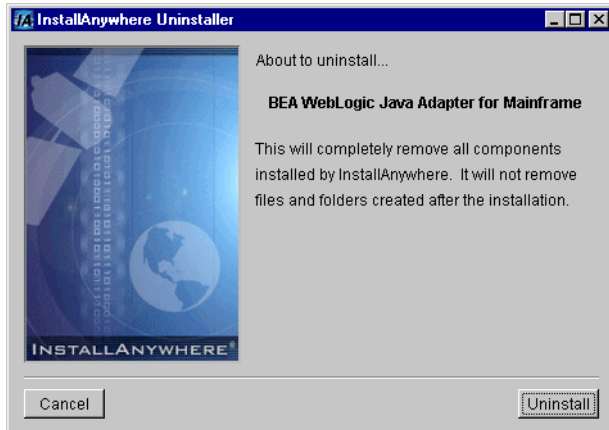 IA InstallAnywhere Uninstaller
About to uninstall...
BEA WebLogic Java Adapter for Mainframe
This will completely remove all components
installed by InstallAnywhere. It will not remove
files and folders created after the installation.
INSTALLANYWHERE®
Cancel
Uninstall